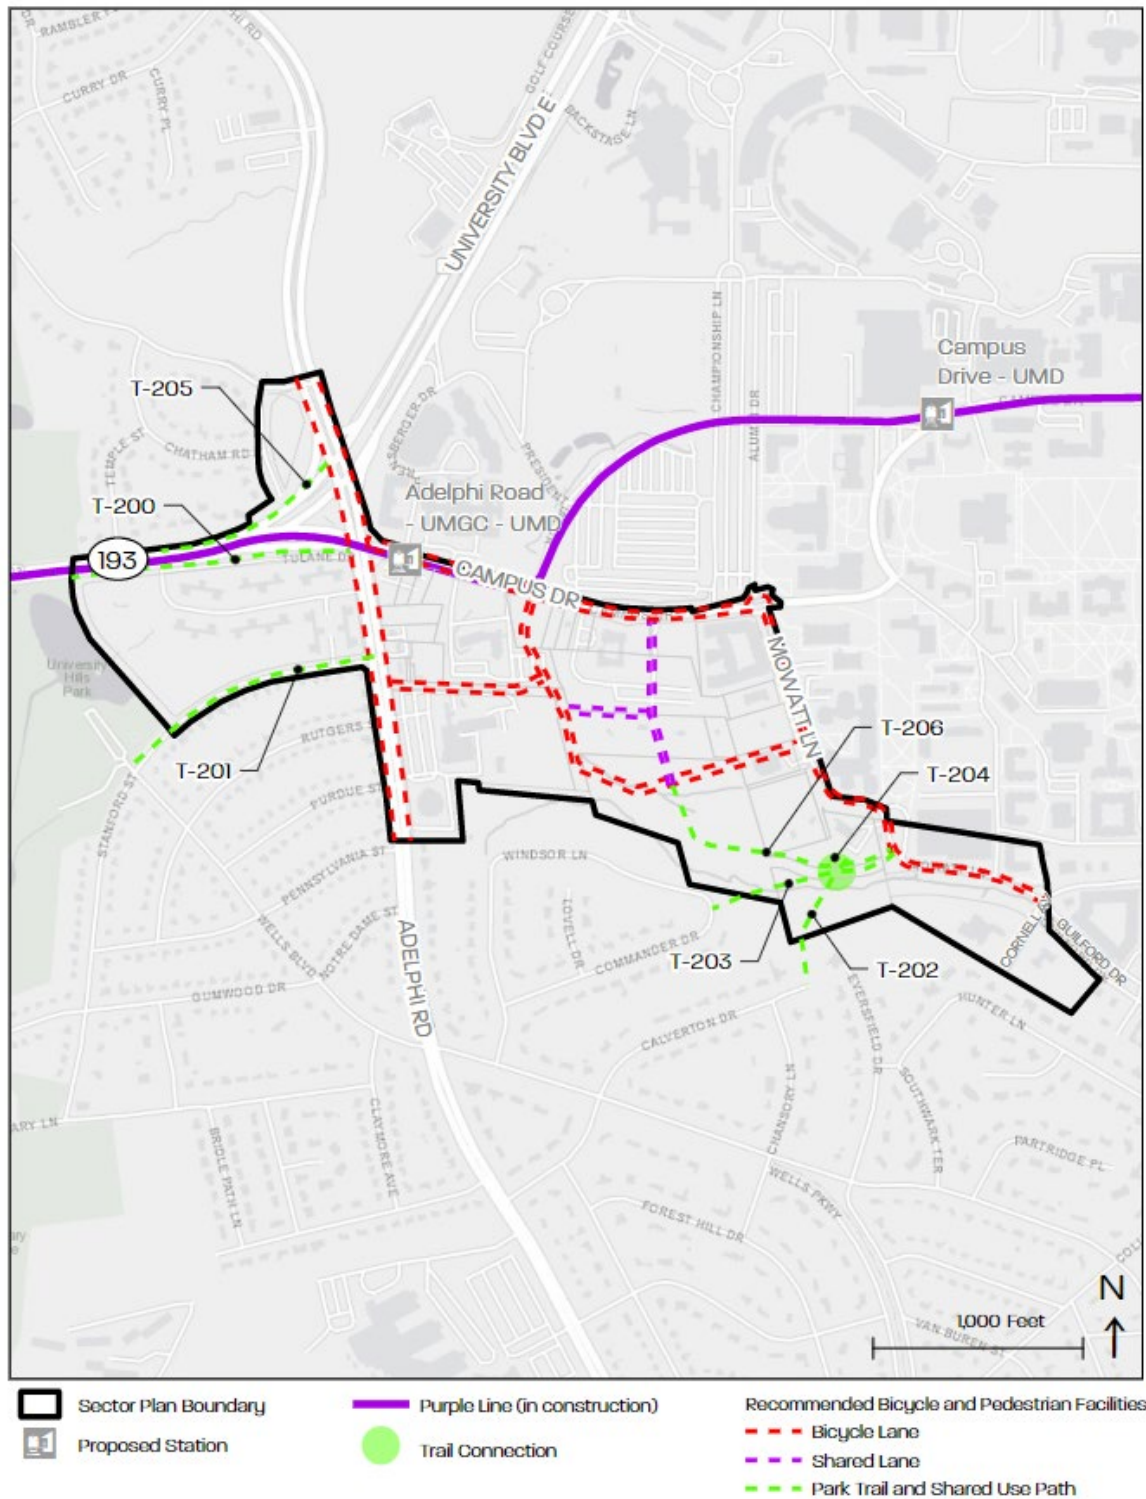 RAMBLER
CURRY DR
CURRY PL
HI RD
GOLF COURSE
BACKSTAGE LN
UNIVERSITY BLVD E
CHAMPIONSHIP LN
Campus
Drive - UMD
T-205
TEMPLE ST
CHATHAM RD
T-200
PRESIDENT
Adelphi Road
- UMGC - UMD
193
TULANE D
CAMPUS DR
MOWATT LN
University
Hills
Park
T-201
RUTGERS
STANFORD ST
PURDUE ST
PENNSYLVANIA ST
WELLS BLVD
NOTRE DAME ST
T-206
T-204
WINDSOR LN
LOVELL DR
COMMANDER DR
T-203
T-202
CORNELL
GUILFORD DR
GUMWOOD DR
ADELPHI RD
CALVERTON DR
EVERSFIELD DR
HUNTER LN
CHANSORY LN
SOUTHWARK TER
ARY LN
BRIDLE PATH LN
CLAYMORE AVE
PARTRIDGE PL
WELLS PKWY
FOREST HILL DR
VAN BUREN ST
N
1,000 Feet
Sector Plan Boundary
Proposed Station
Purple Line (in construction)
Trail Connection
Recommended Bicycle and Pedestrian Facilities
Bicycle Lane
Shared Lane
Park Trail and Shared Use Path